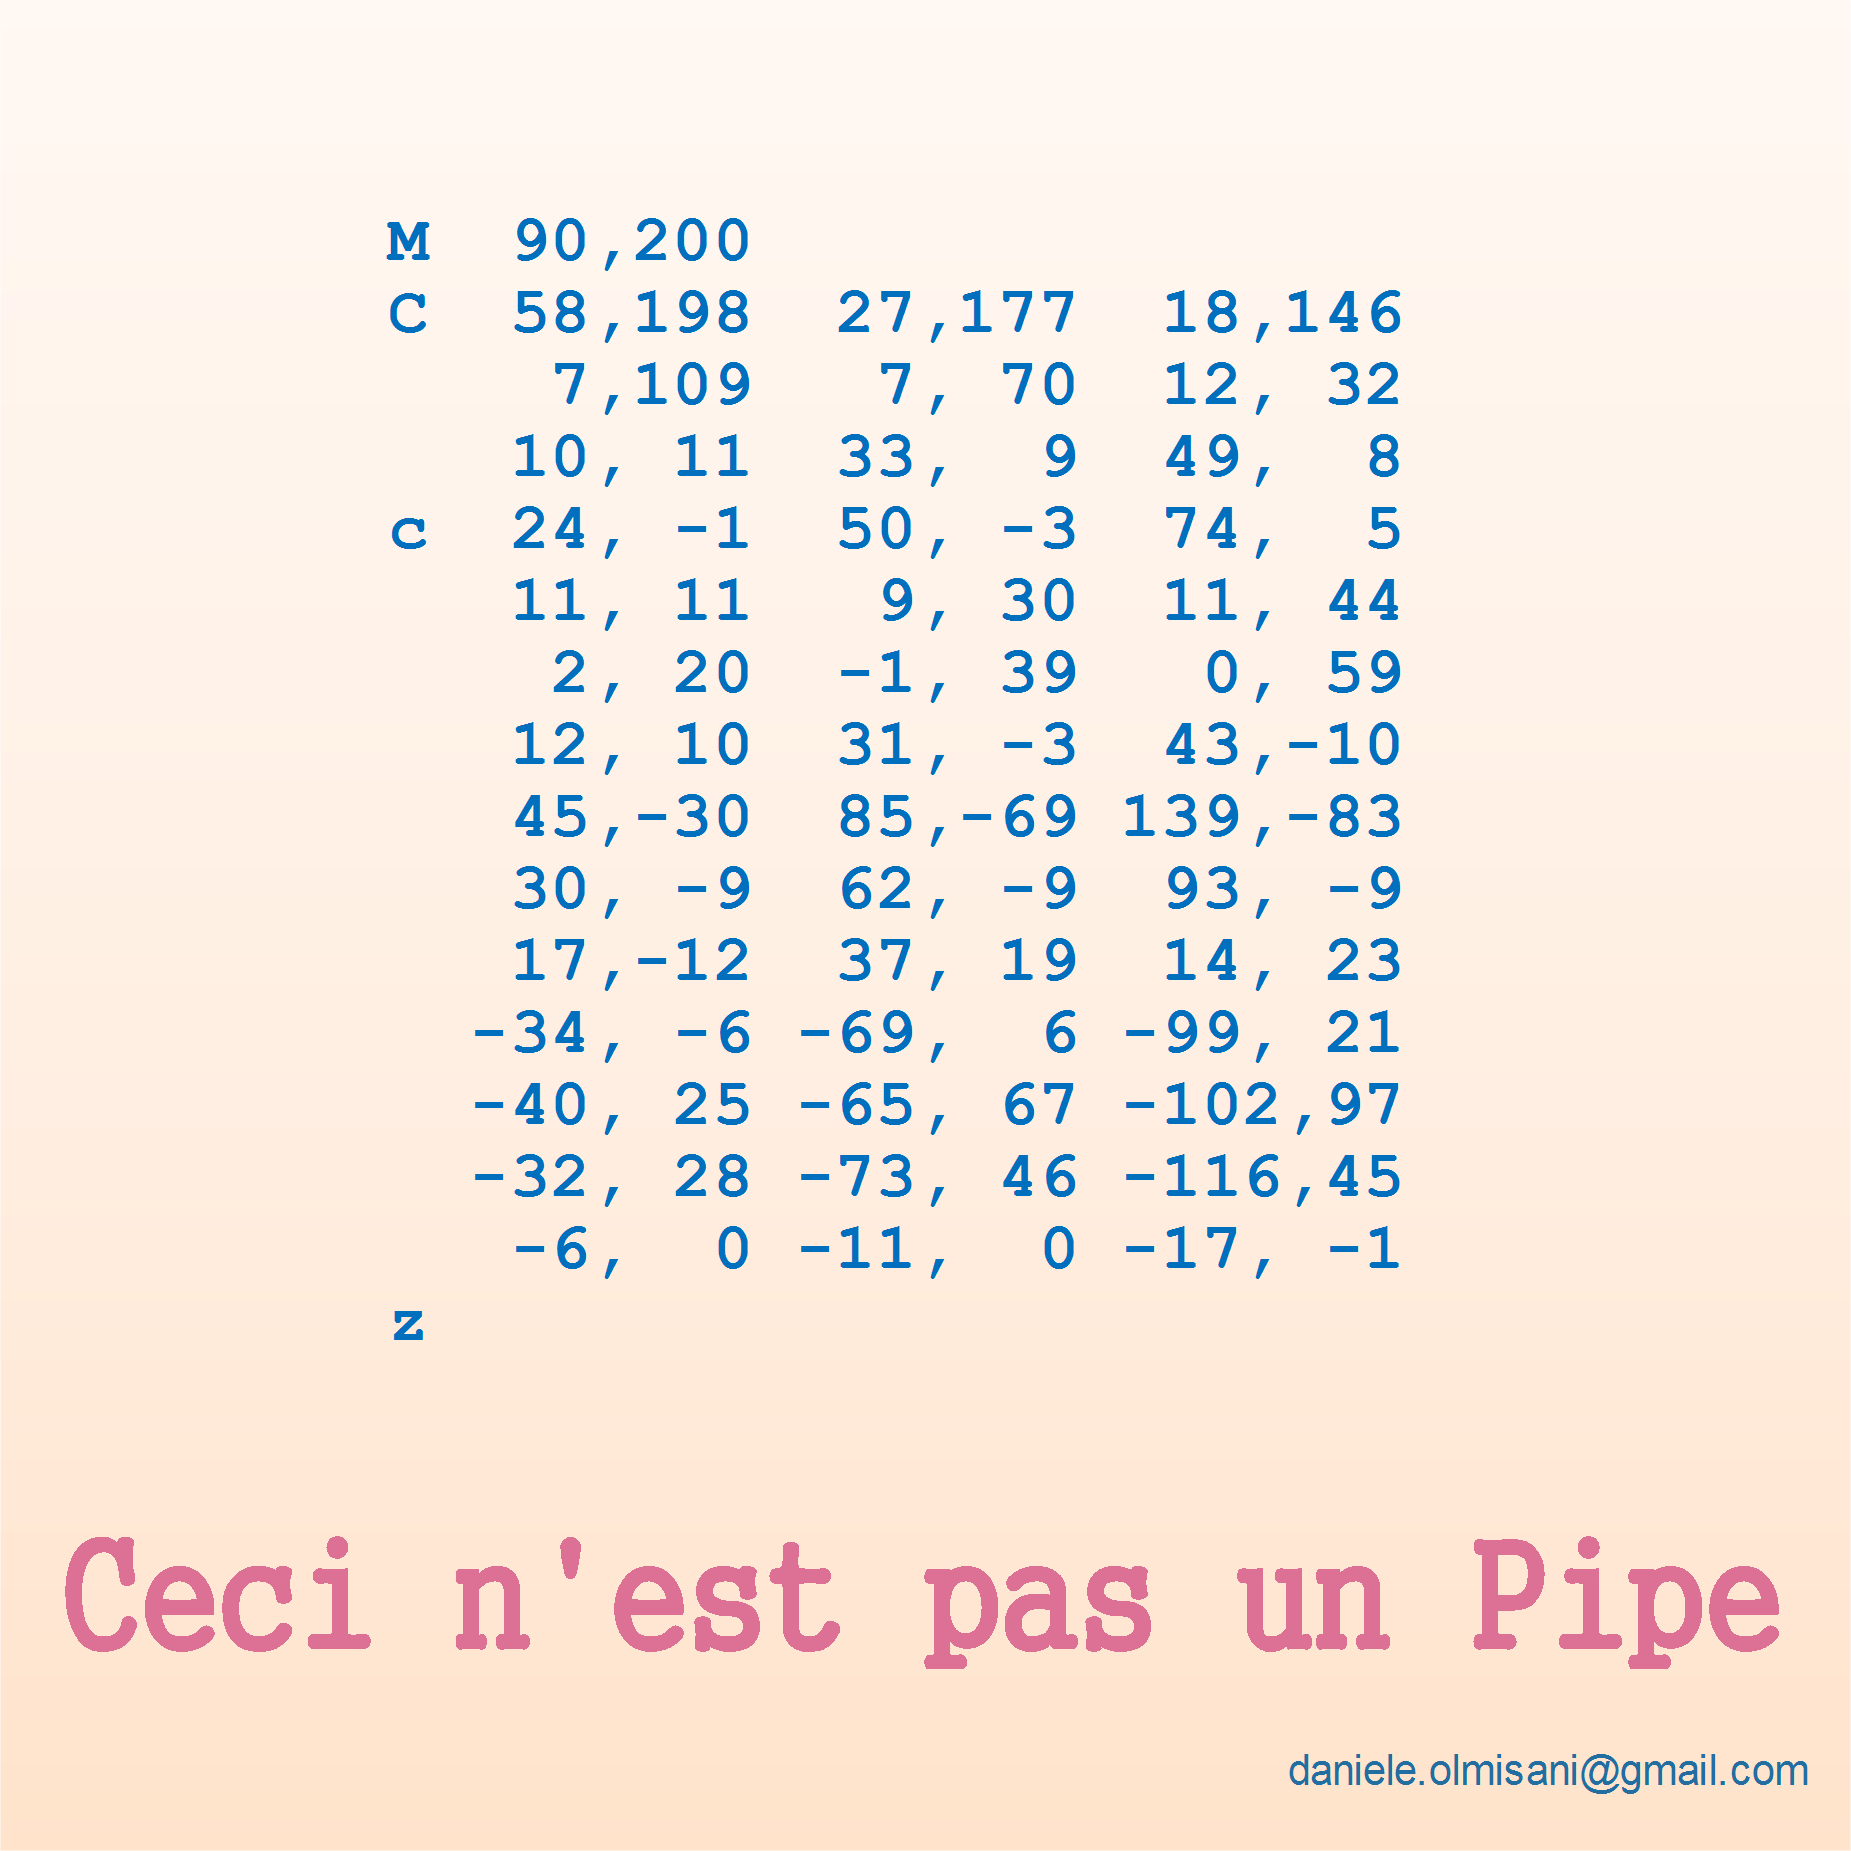 M 90,200
C 58,198 27,177 18,146
7,109 7, 70 12, 32
10, 11 33, 9 49, 8
c 24, -1 50, -3 74, 5
11, 11 9, 30 11, 44
2, 20 -1, 39 0, 59
12, 10 31, -3 43,-10
45,-30 85,-69 139,-83
30, -9 62, -9 93, -9
17,-12 37, 19 14, 23
-34, -6 -69, 6 -99, 21
-40, 25 -65, 67 -102,97
-32, 28 -73, 46 -116,45
-6, 0 -11, 0 -17, -1
z
Ceci n'est pas un Pipe
daniele.olmisani@gmail.com